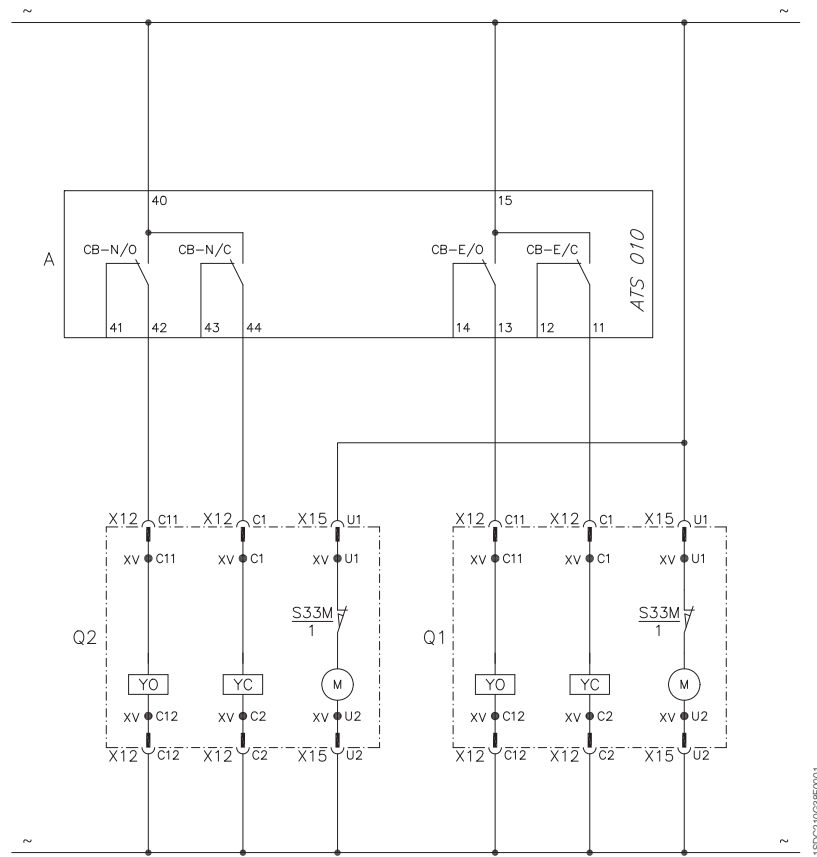 ~ ~
40 15
A CB-N/O CB-N/C CB-E/O CB-E/C ATS 010
41 42 43 44 14 13 12 11
X12 C11 X12 C1 X15 U1 X12 C11 X12 C1 X15 U1
XV C11 XV C1 XV U1 XV C11 XV C1 XV U1
S33M S33M
1 1
Q2 Q1
YO YC M YO YC M
XV C12 XV C2 XV U2 XV C12 XV C2 XV U2
X12 C12 X12 C2 X15 U2 X12 C12 X12 C2 X15 U2
~ ~